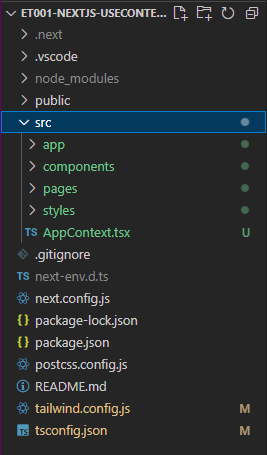 ET001-NEXTJS-USECONTE...
.next
.vscode
node_modules
public
src
app
components
pages
styles
TS AppContext.tsx U
.gitignore
TS next-env.d.ts
next.config.js
{} package-lock.json
{} package.json
postcss.config.js
README.md
tailwind.config.js M
TS tsconfig.json M